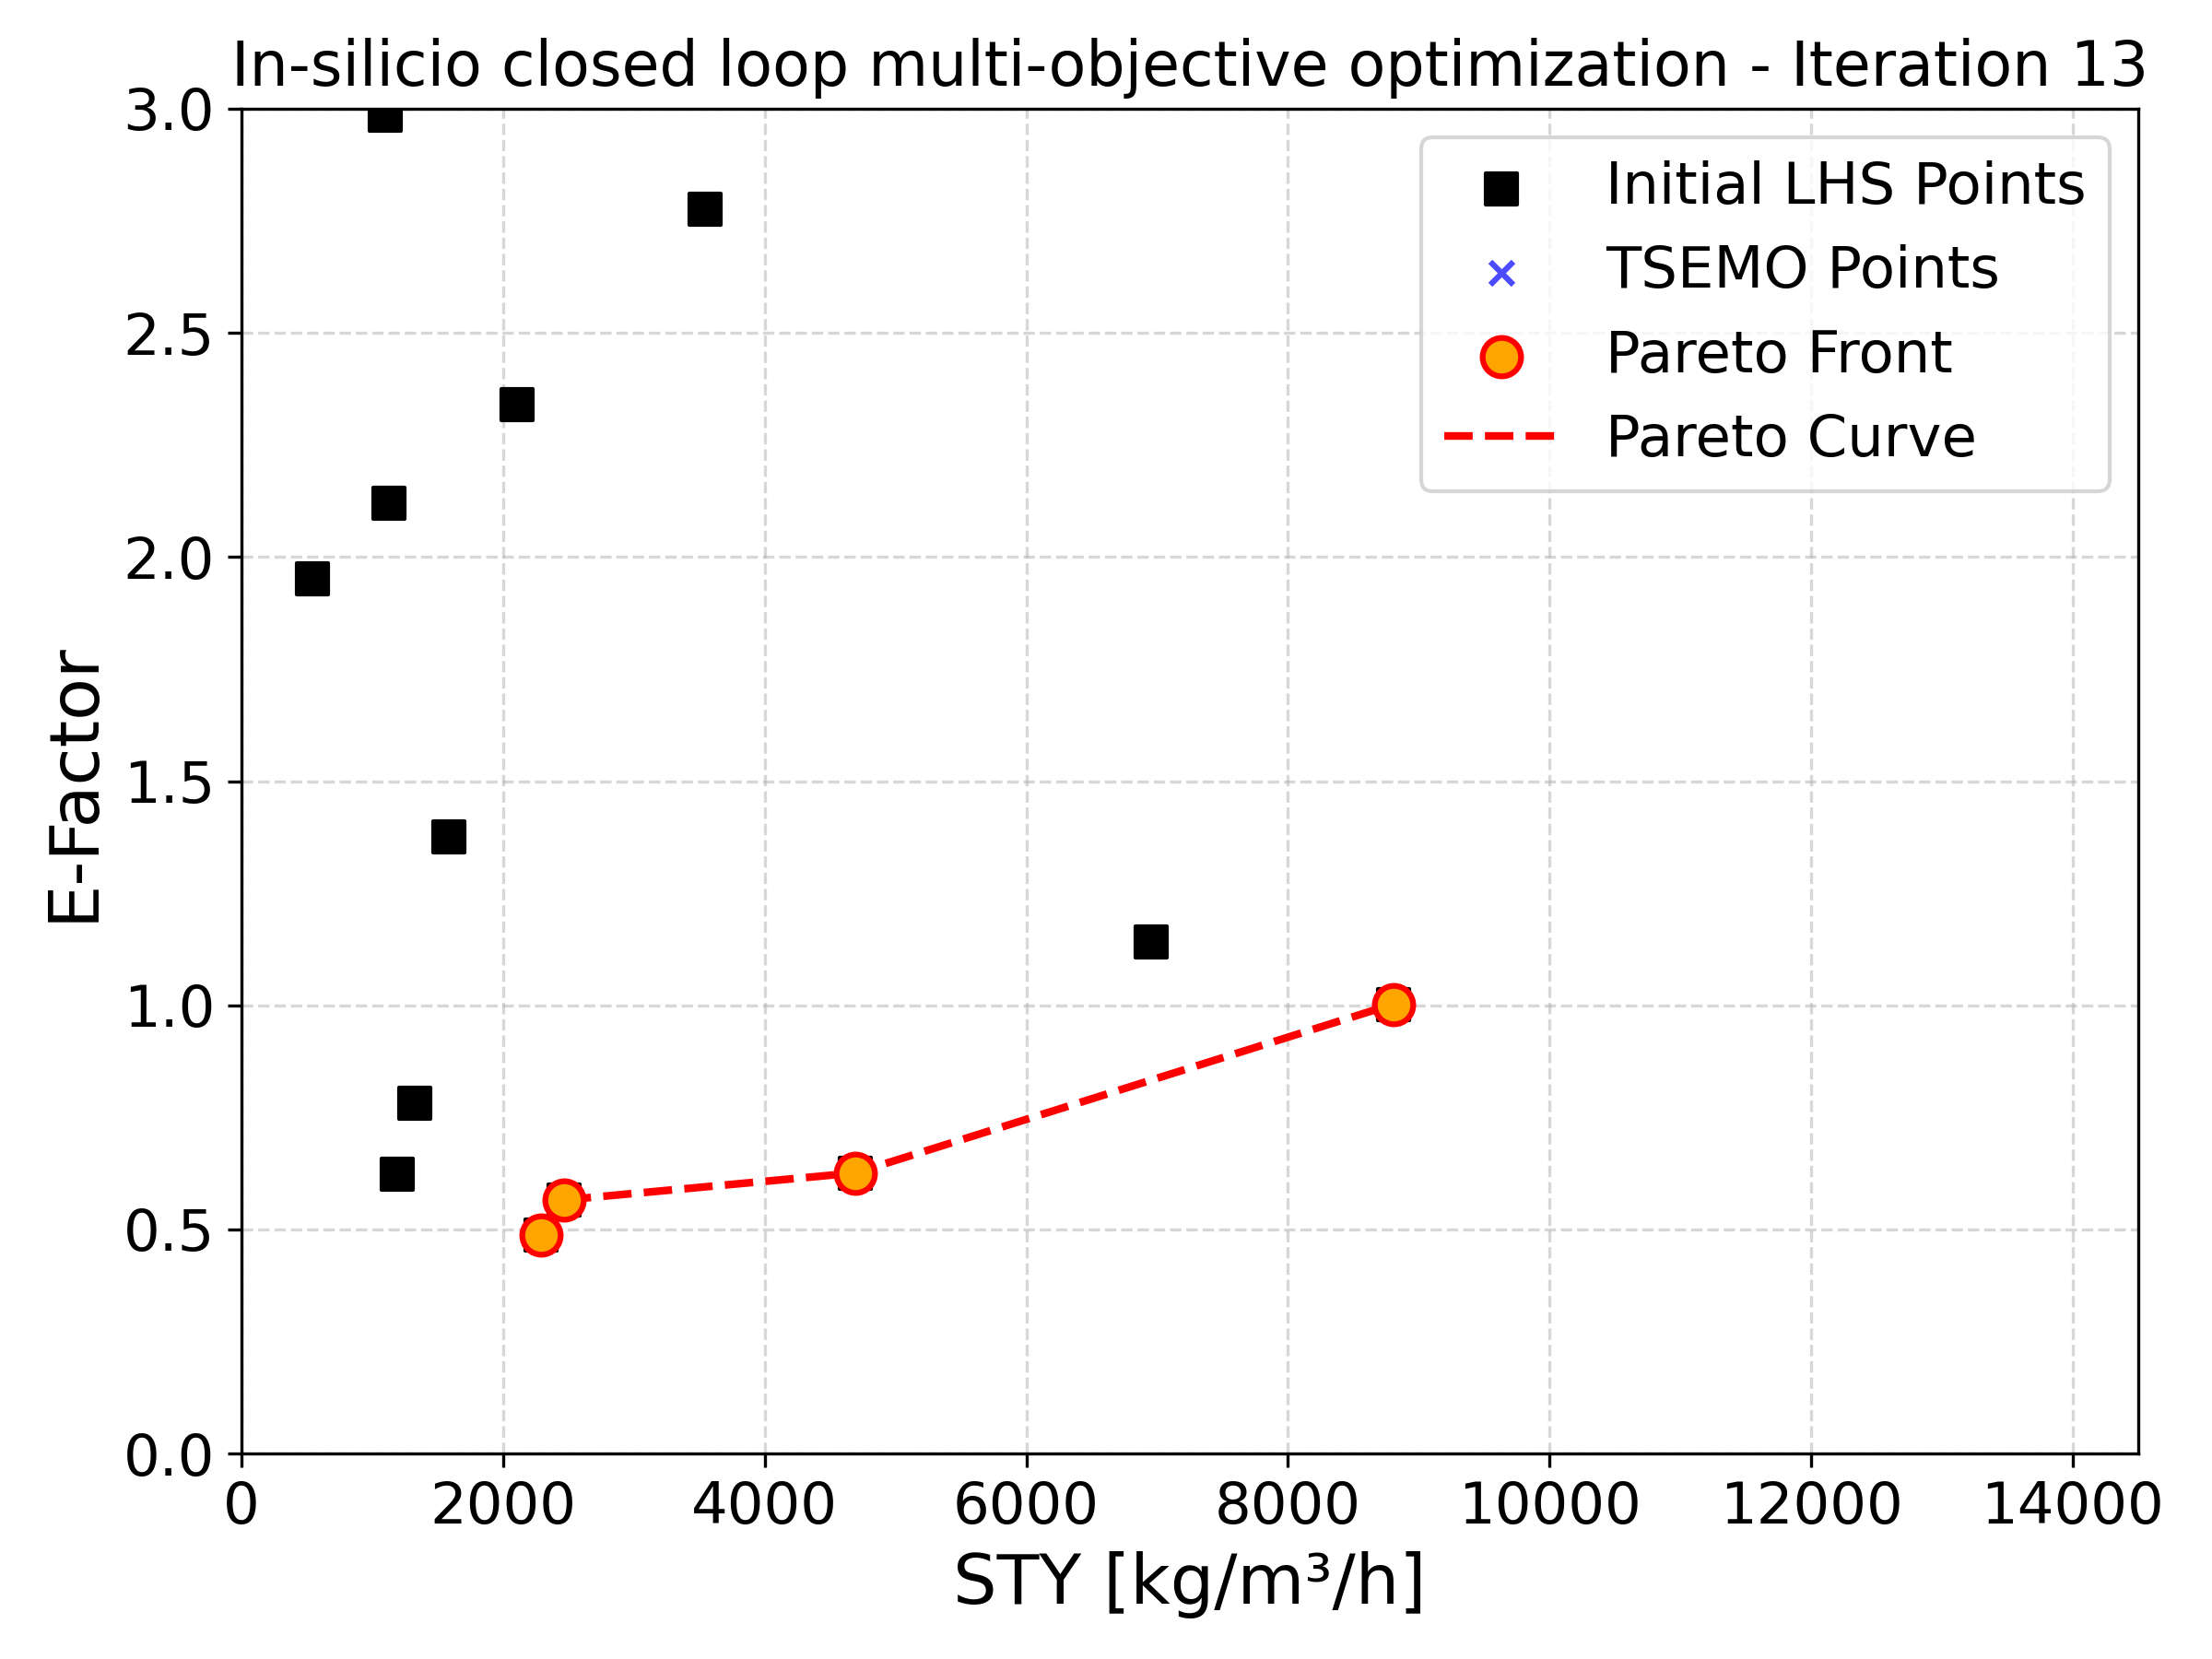 In-silicio closed loop multi-objective optimization - Iteration 13
3.0
2.5
2.0
1.5
1.0
0.5
0.0
E-Factor
Initial LHS Points
TSEMO Points
Pareto Front
Pareto Curve
0 2000 4000 6000 8000 10000 12000 14000
STY [kg/m³/h]